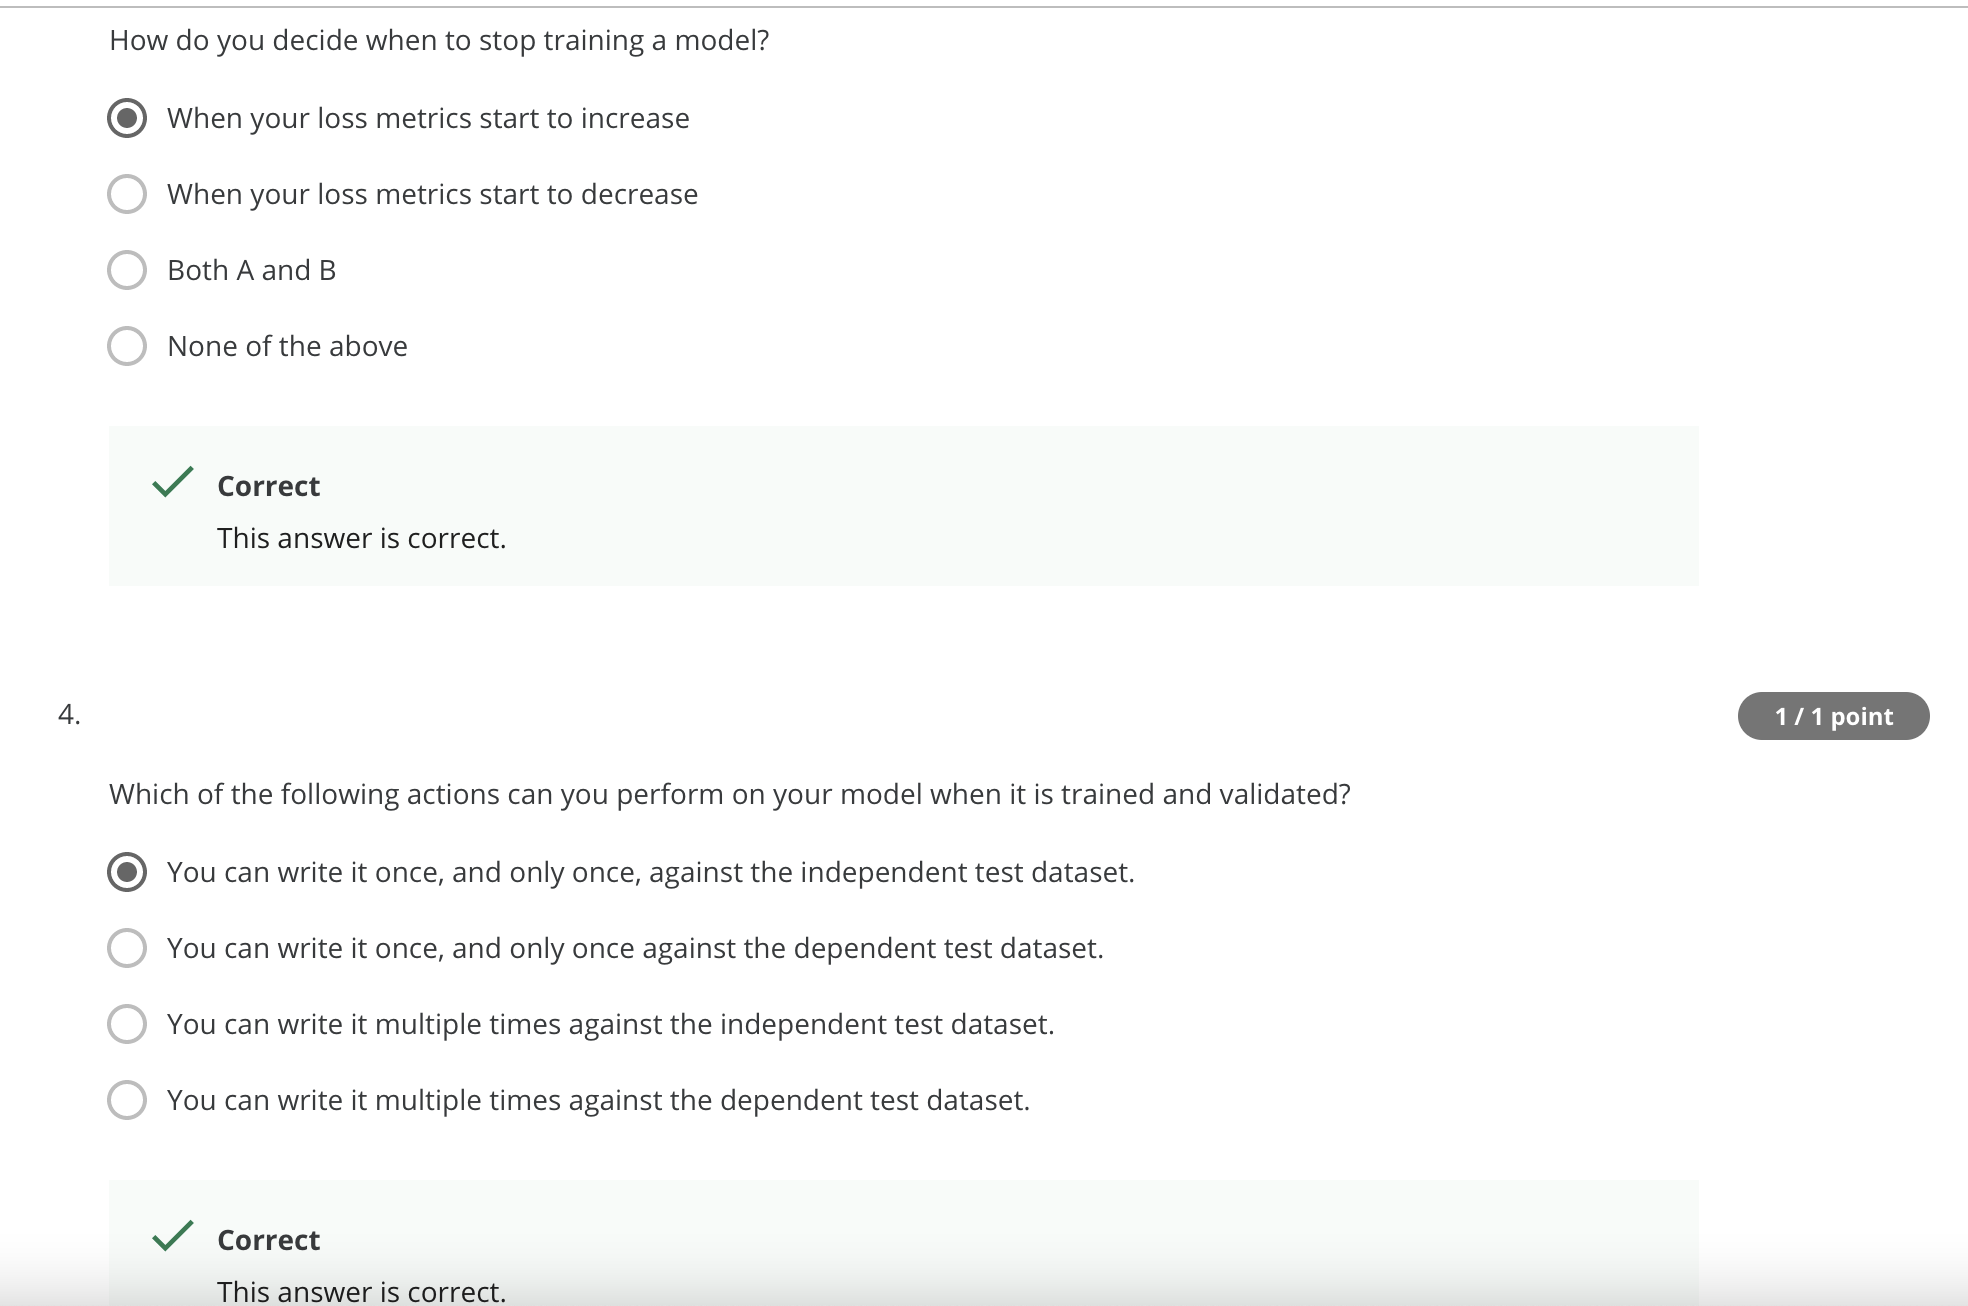 How do you decide when to stop training a model?
When your loss metrics start to increase
When your loss metrics start to decrease
Both A and B
None of the above
Correct
This answer is correct.
4.
1 / 1 point
Which of the following actions can you perform on your model when it is trained and validated?
You can write it once, and only once, against the independent test dataset.
You can write it once, and only once against the dependent test dataset.
You can write it multiple times against the independent test dataset.
You can write it multiple times against the dependent test dataset.
Correct
This answer is correct.